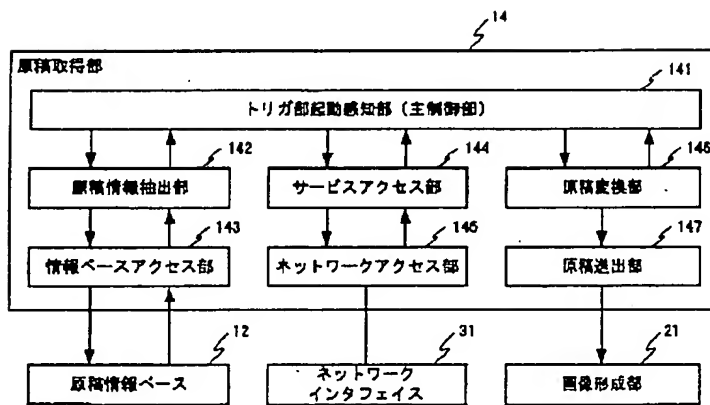 14
原稿取得部
141
トリガ部起動感知部（主制御部）
142
144
146
原稿情報抽出部
サービスアクセス部
原稿変換部
143
145
147
情報ベースアクセス部
ネットワークアクセス部
原稿送出部
12
31
21
原稿情報ベース
ネットワーク
インタフェイス
画像形成部